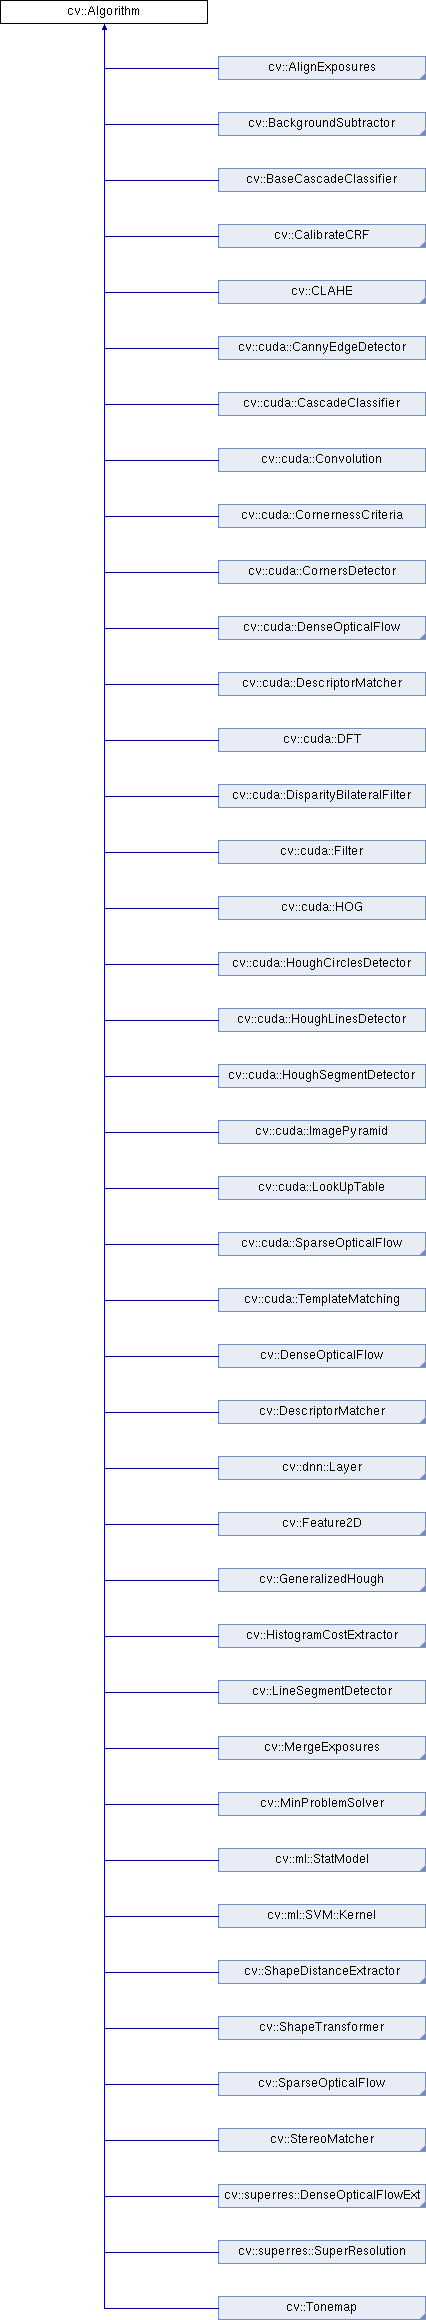 cv::Algorithm
cv::AlignExposures
cv::BackgroundSubtractor
cv::BaseCascadeClassifier
cv::CalibrateCRF
cv::CLAHE
cv::cuda::CannyEdgeDetector
cv::cuda::CascadeClassifier
cv::cuda::Convolution
cv::cuda::CornernessCriteria
cv::cuda::CornersDetector
cv::cuda::DenseOpticalFlow
cv::cuda::DescriptorMatcher
cv::cuda::DFT
cv::cuda::DisparityBilateralFilter
cv::cuda::Filter
cv::cuda::HOG
cv::cuda::HoughCirclesDetector
cv::cuda::HoughLinesDetector
cv::cuda::HoughSegmentDetector
cv::cuda::ImagePyramid
cv::cuda::LookUpTable
cv::cuda::SparseOpticalFlow
cv::cuda::TemplateMatching
cv::DenseOpticalFlow
cv::DescriptorMatcher
cv::dnn::Layer
cv::Feature2D
cv::GeneralizedHough
cv::HistogramCostExtractor
cv::LineSegmentDetector
cv::MergeExposures
cv::MinProblemSolver
cv::ml::StatModel
cv::ml::SVM::Kernel
cv::ShapeDistanceExtractor
cv::ShapeTransformer
cv::SparseOpticalFlow
cv::StereoMatcher
cv::superres::DenseOpticalFlowExt
cv::superres::SuperResolution
cv::Tonemap